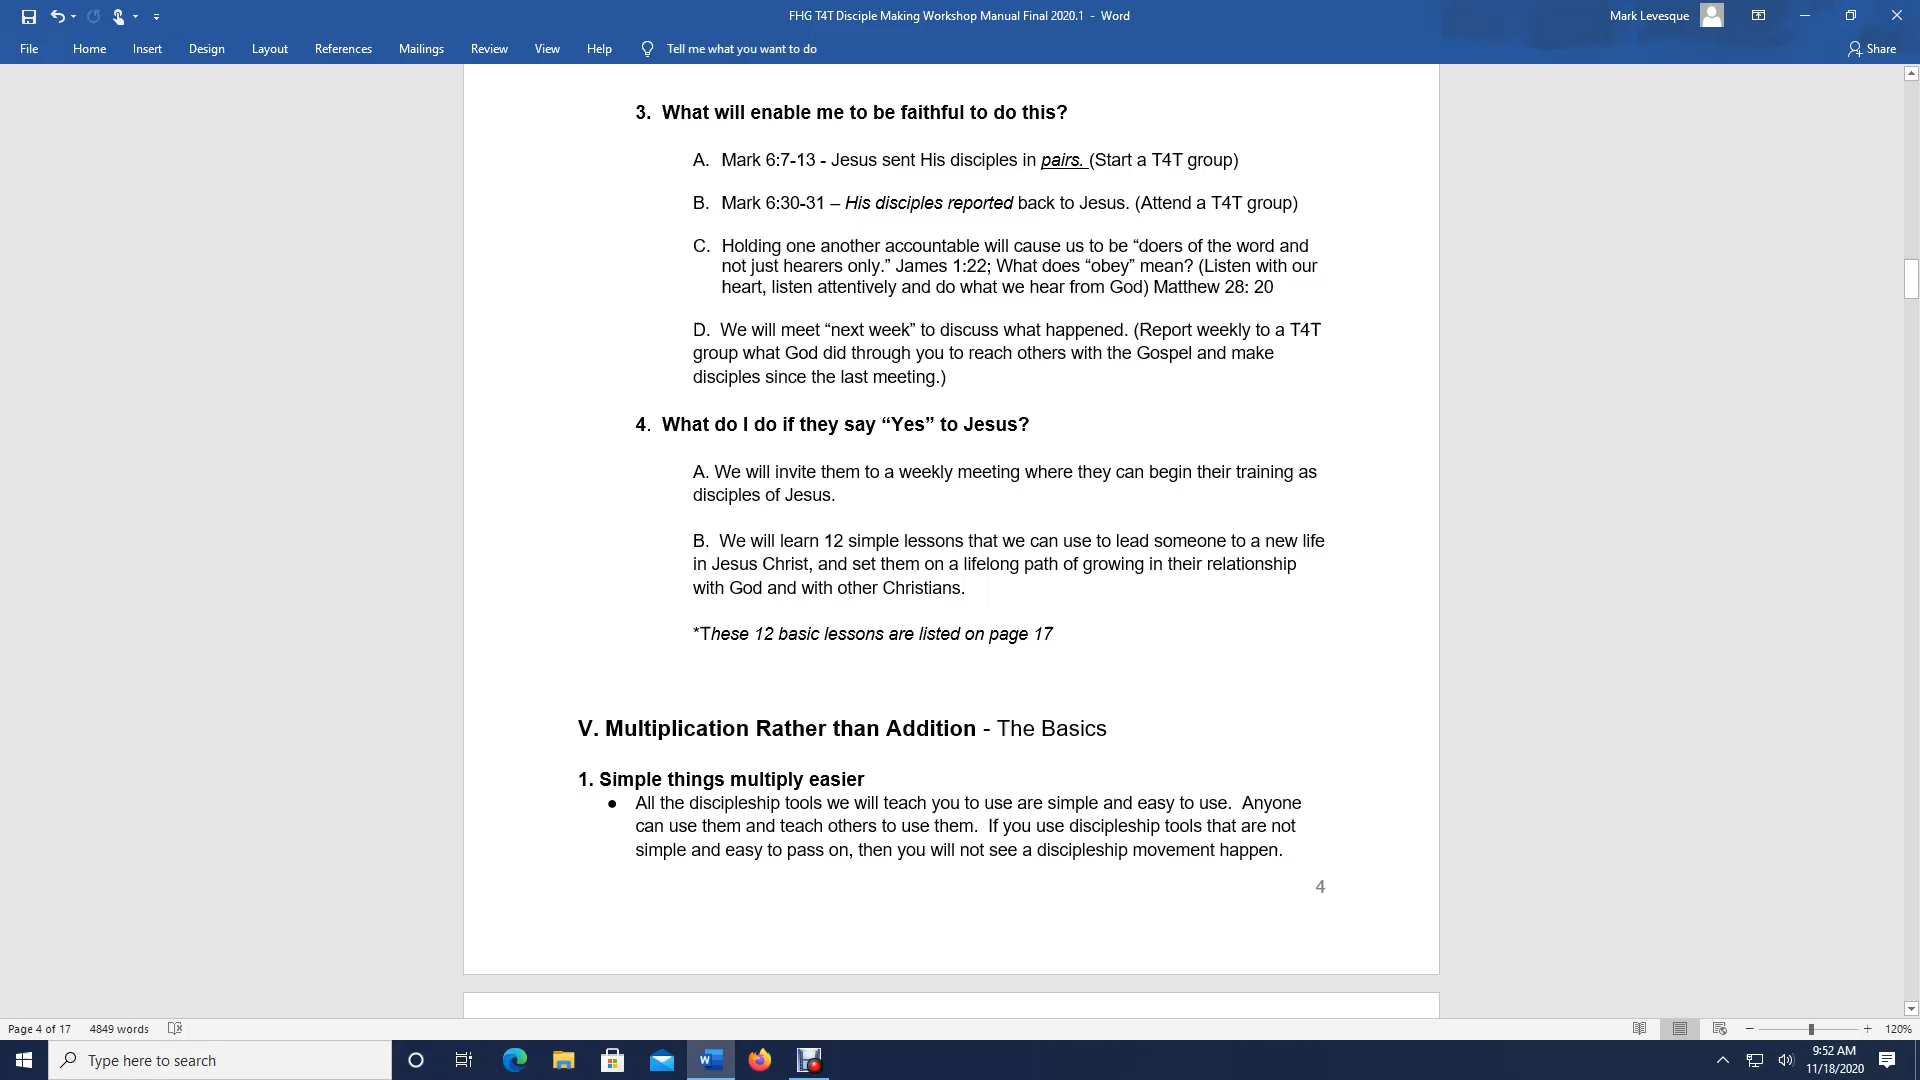 FHG T4T Disciple Making Workshop Manual Final 2020.1 - Word
Mark Levesque
File Home Insert Design Layout References Mailings Review View Help Tell me what you want to do Share
3. What will enable me to be faithful to do this?
A. Mark 6:7-13 - Jesus sent His disciples in pairs. (Start a T4T group)
B. Mark 6:30-31 – His disciples reported back to Jesus. (Attend a T4T group)
C. Holding one another accountable will cause us to be “doers of the word and
not just hearers only.” James 1:22; What does “obey” mean? (Listen with our
heart, listen attentively and do what we hear from God) Matthew 28: 20
D. We will meet “next week” to discuss what happened. (Report weekly to a T4T
group what God did through you to reach others with the Gospel and make
disciples since the last meeting.)
4. What do I do if they say “Yes” to Jesus?
A. We will invite them to a weekly meeting where they can begin their training as
disciples of Jesus.
B. We will learn 12 simple lessons that we can use to lead someone to a new life
in Jesus Christ, and set them on a lifelong path of growing in their relationship
with God and with other Christians.
*These 12 basic lessons are listed on page 17
V. Multiplication Rather than Addition - The Basics
1. Simple things multiply easier
● All the discipleship tools we will teach you to use are simple and easy to use. Anyone
can use them and teach others to use them. If you use discipleship tools that are not
simple and easy to pass on, then you will not see a discipleship movement happen.
4
Page 4 of 17 4849 words 120%
Type here to search
9:52 AM
11/18/2020